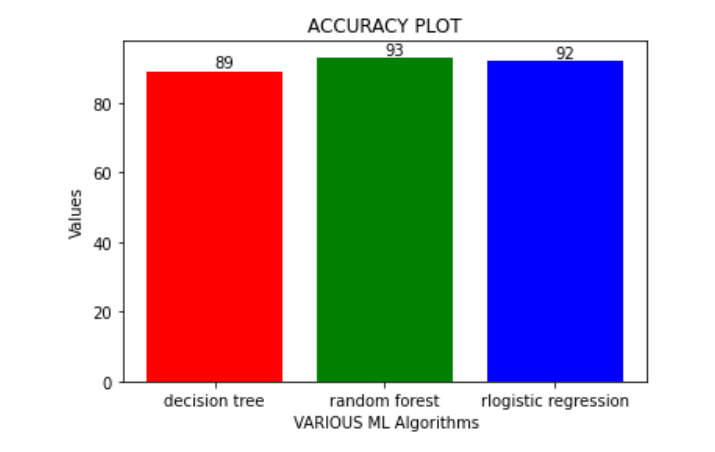 ACCURACY PLOT
89
93
92
Values
80
60
40
20
0
decision tree
random forest
rlogistic regression
VARIOUS ML Algorithms